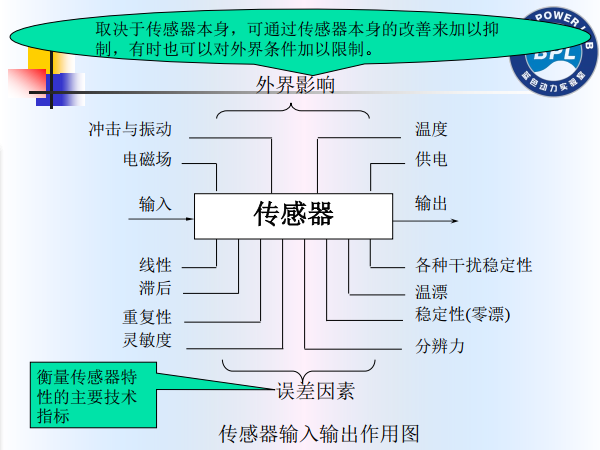 取决于传感器本身，可通过传感器本身的改善来加以抑
制，有时也可以对外界条件加以限制。
POWER LAB
BPL
蓝色动力实验室
外界影响
冲击与振动
温度
电磁场
供电
输入
传感器
输出
线性
各种干扰稳定性
滞后
温漂
重复性
稳定性(零漂)
灵敏度
分辨力
衡量传感器特
性的主要技术
指标
误差因素
传感器输入输出作用图